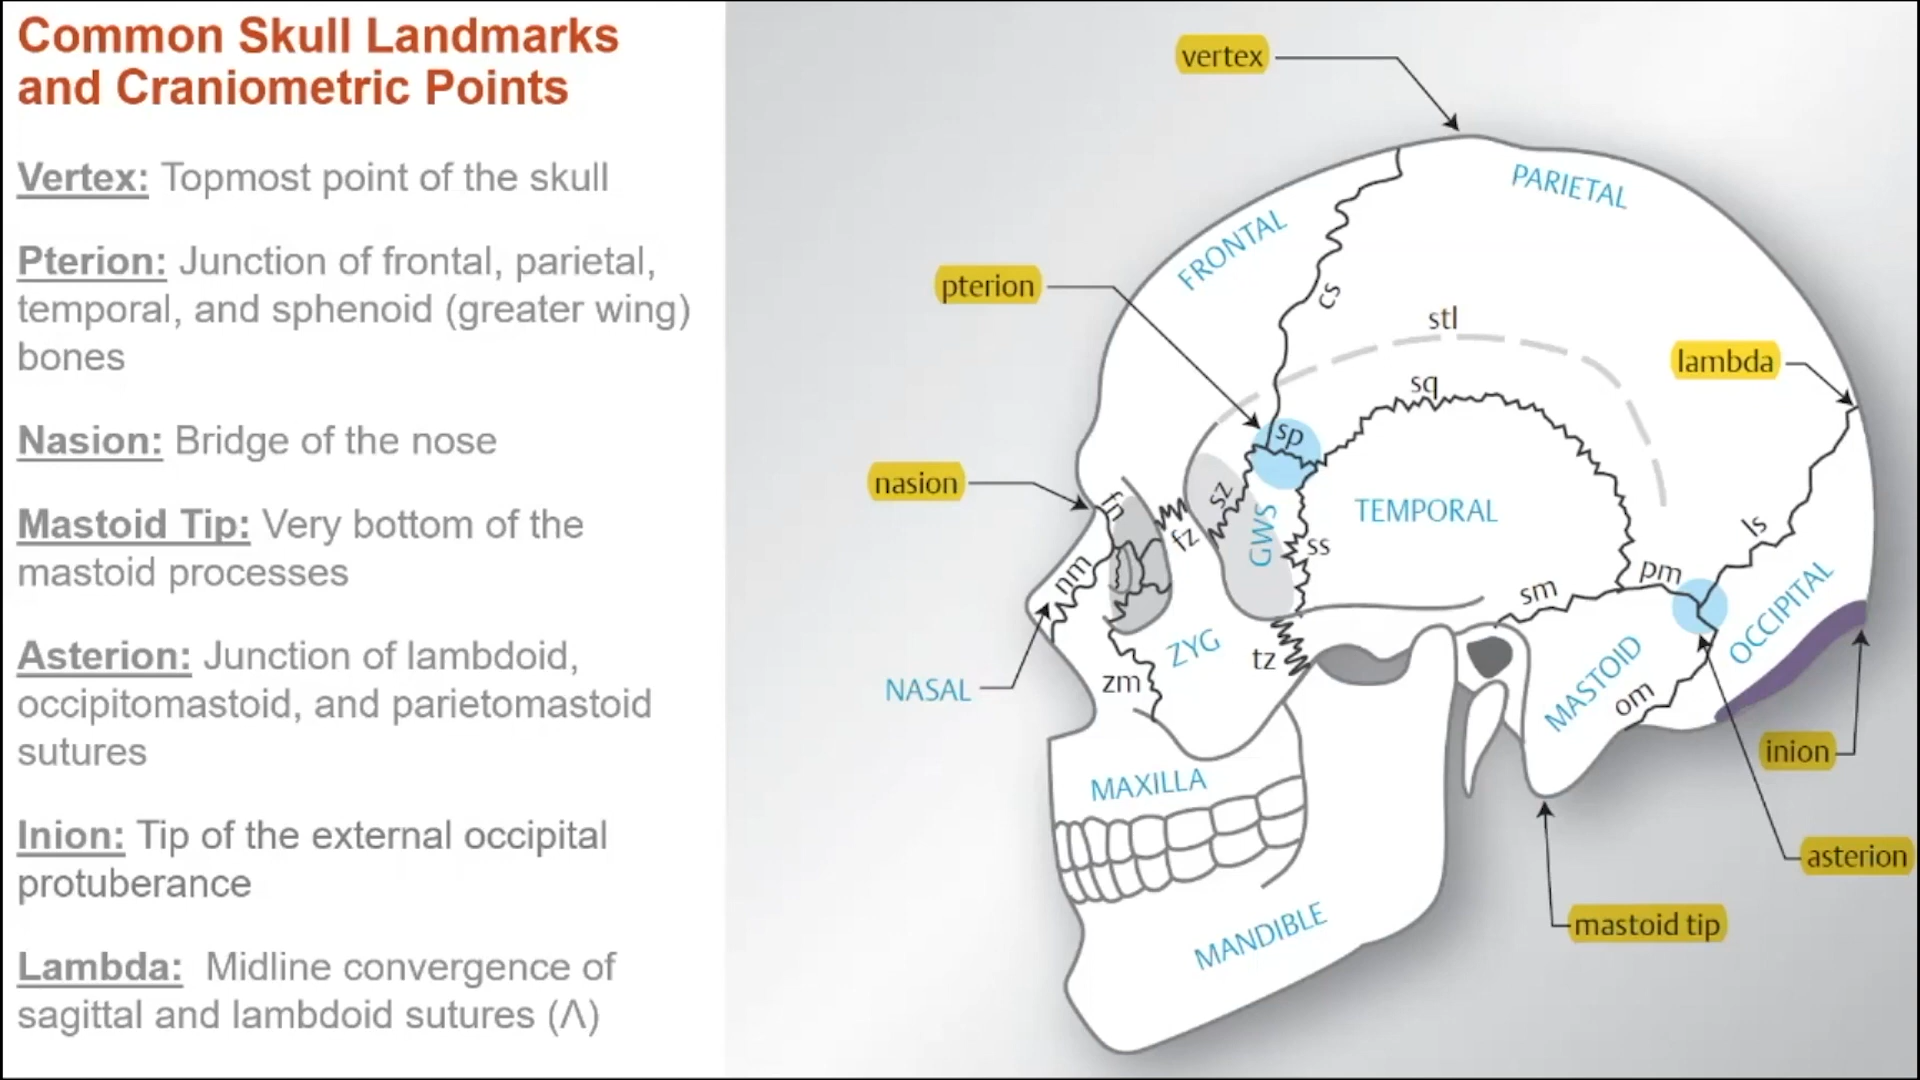 Common Skull Landmarks
and Craniometric Points
Vertex: Topmost point of the skull
Pterion: Junction of frontal, parietal,
temporal, and sphenoid (greater wing)
bones
Nasion: Bridge of the nose
Mastoid Tip: Very bottom of the
mastoid processes
Asterion: Junction of lambdoid,
occipitomastoid, and parietomastoid
sutures
Inion: Tip of the external occipital
protuberance
Lambda: Midline convergence of
sagittal and lambdoid sutures (Λ)
vertex
PARIETAL
FRONTAL
pterion
cs
stl
lambda
sq
sp
nasion
fn
sz
fz
GWS
TEMPORAL
ss
ls
nm
pm
sm
OCCIPITAL
ZYG
tz
zm
NASAL
MASTOID
om
inion
MAXILLA
asterion
MANDIBLE
mastoid tip